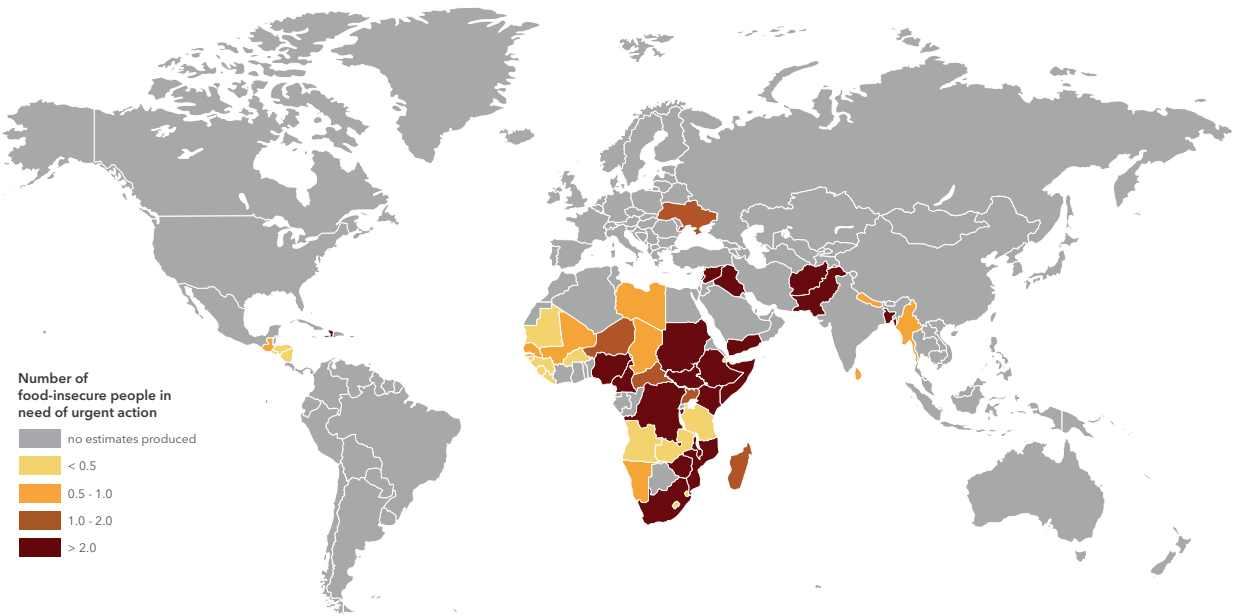 Number of
food-insecure people in
need of urgent action
no estimates produced
< 0.5
0.5 - 1.0
1.0 - 2.0
> 2.0